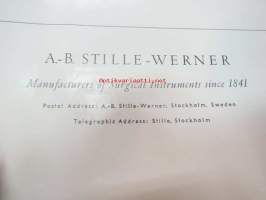 A.-B. STILLE-WERNER
Manufacturers of Surgical Instruments since 1841
Postal Address: A.-B. Stille-Werner, Stockholm, Sweden
Telegraphic Address: Stille, Stockholm